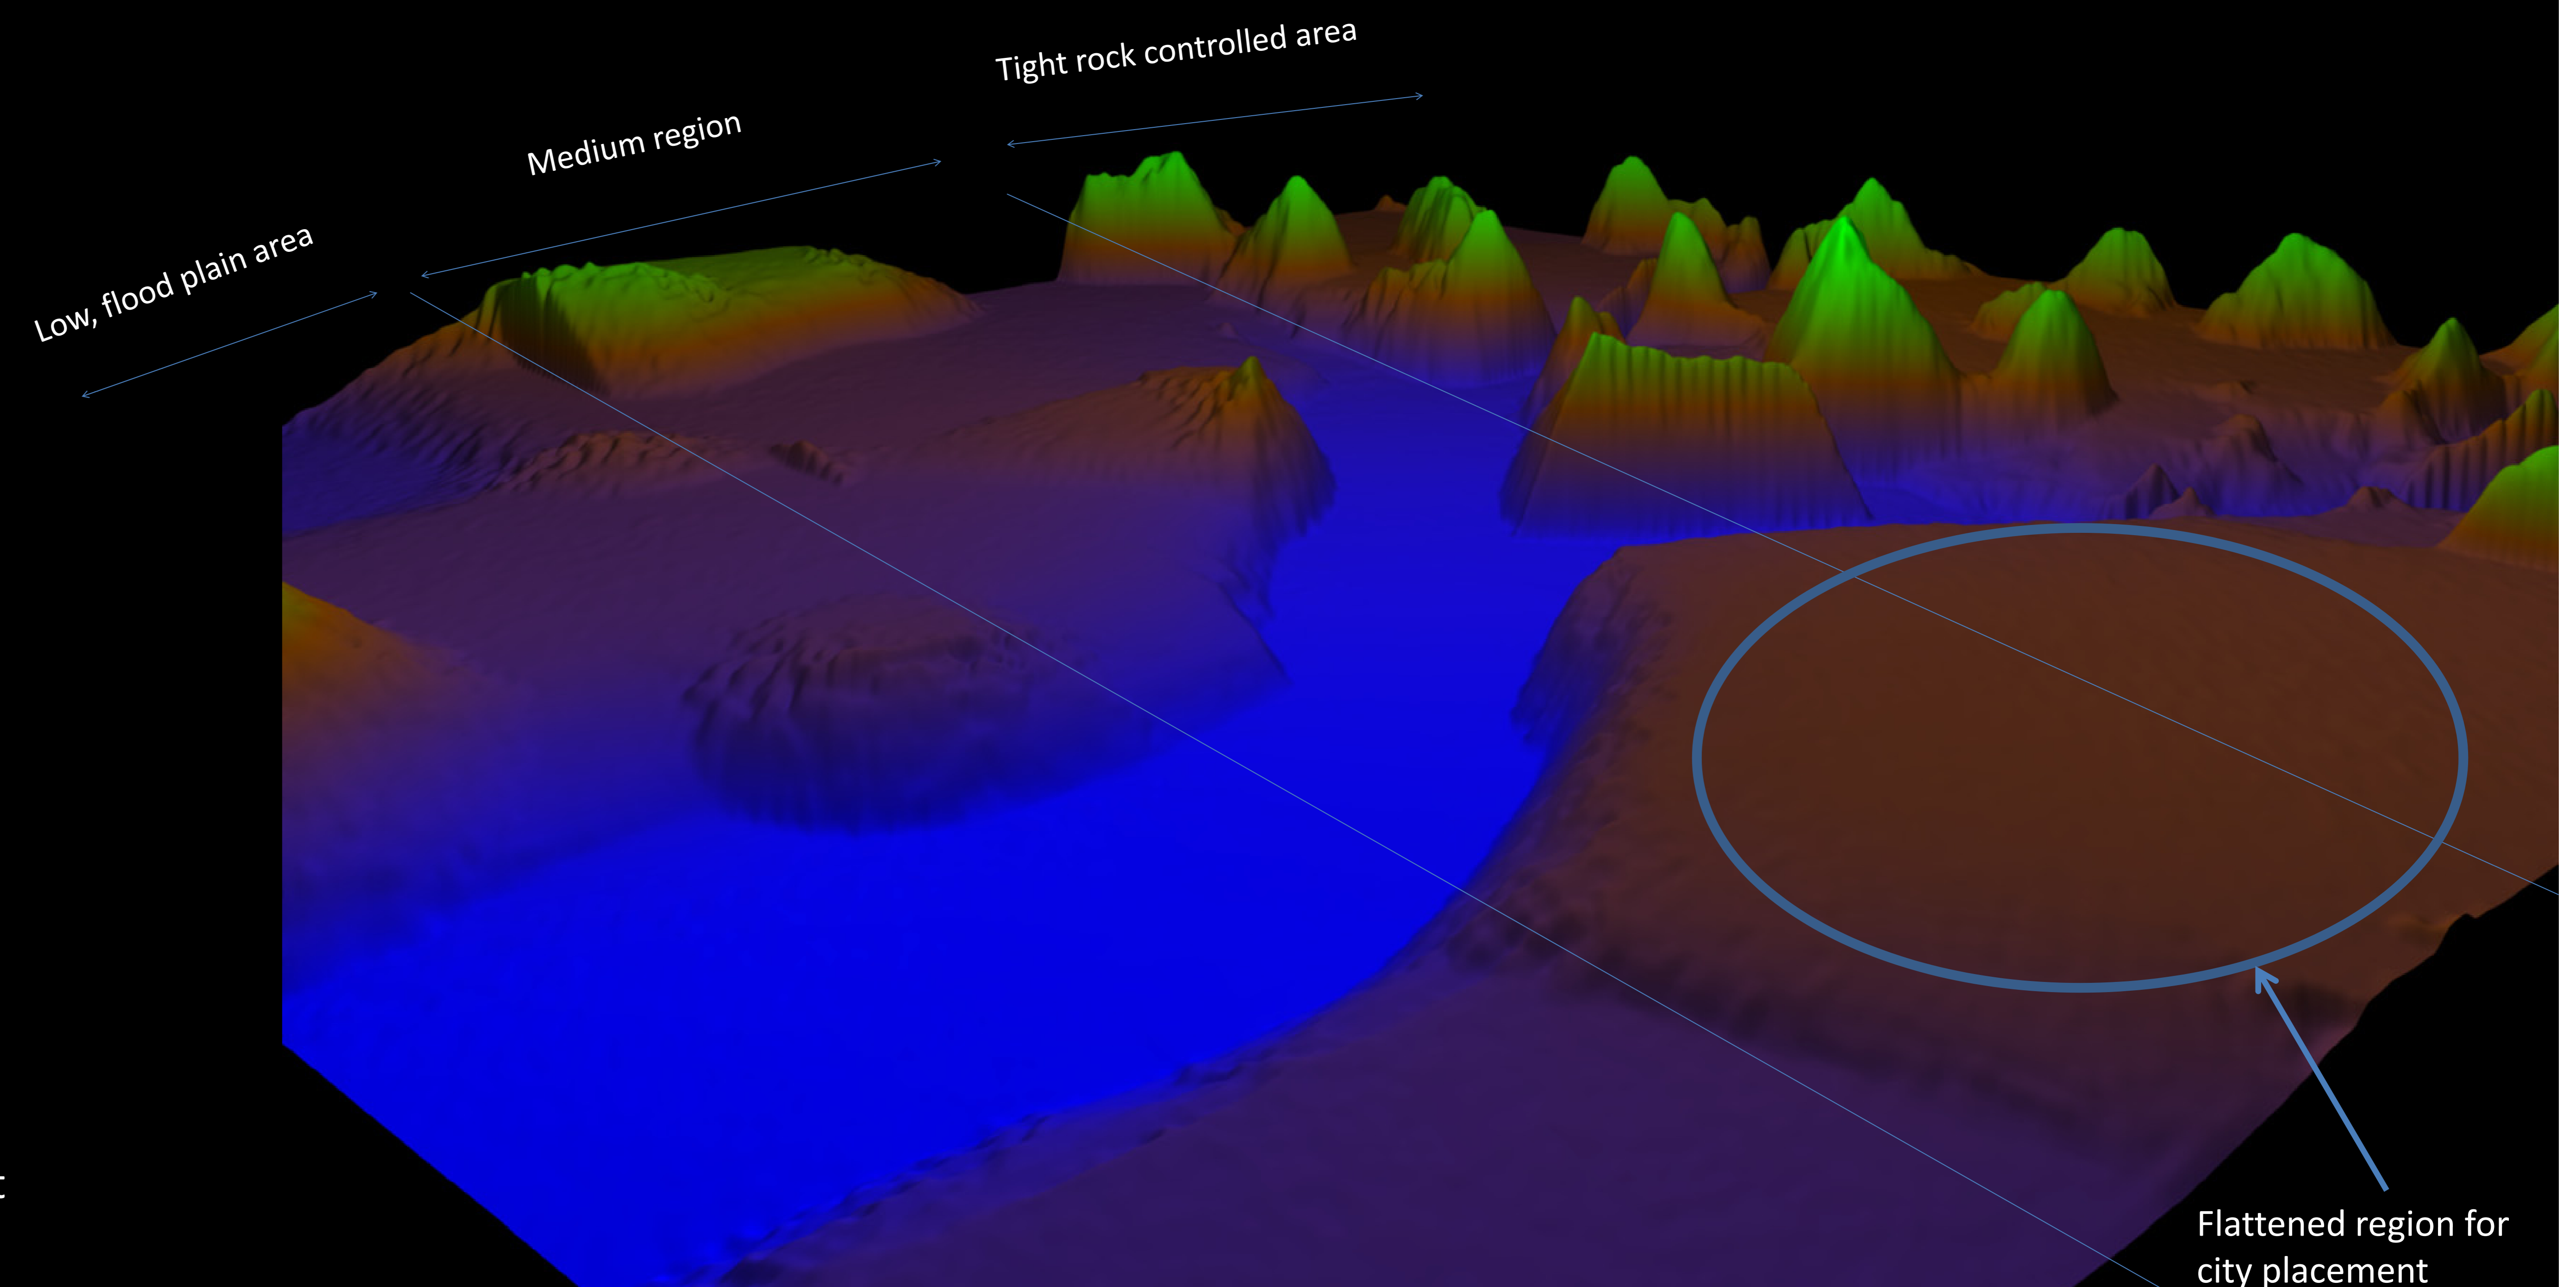 Tight rock controlled area
Medium region
Low, flood plain area
t
Flattened region for
city placement